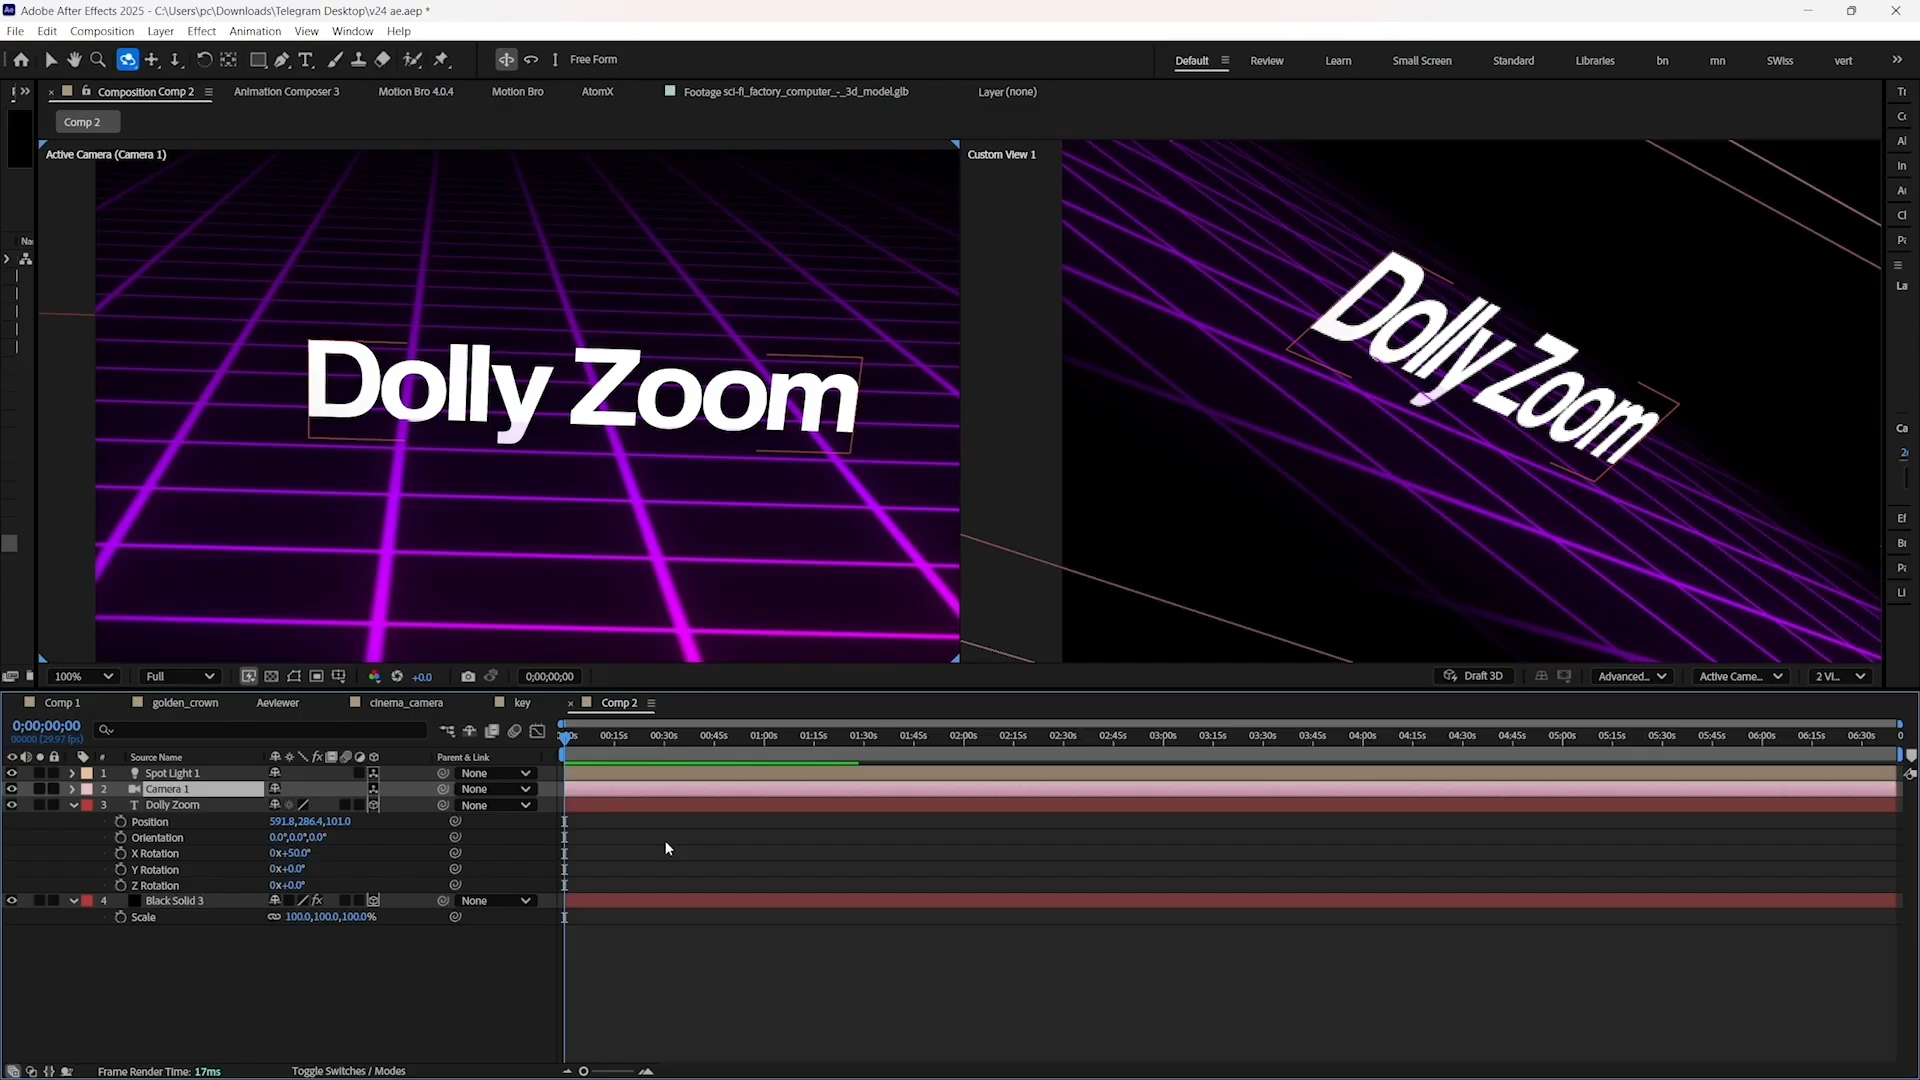 Adobe After Effects 2025 - C:\Users\pc\Downloads\Telegram Desktop\v24 ae.aep *
File Edit Composition Layer Effect Animation View Window Help
Free Form
Default Review Learn Small Screen Standard Libraries bn mn SWiss vert
Composition Comp 2 Animation Composer 3 Motion Bro 4.0.4 Motion Bro AtomX Footage sci-fi_factory_computer_-_3d_model.glb Layer (none)
Comp 2
Active Camera (Camera 1)
Custom View 1
Dolly Zoom
Dolly Zoom
100% Full +0.0 0;00;00;00 Draft 3D Advanced... Active Came... 2 Vi...
Comp 1 golden_crown Aeviewer cinema_camera key Comp 2
0;00;00;00
00000 (29.97 fps)
00:15s 00:30s 00:45s 01:00s 01:15s 01:30s 01:45s 02:00s 02:15s 02:30s 02:45s 03:00s 03:15s 03:30s 03:45s 04:00s 04:15s 04:30s 04:45s 05:00s 05:15s 05:30s 05:45s 06:00s 06:15s 06:30s
# Source Name Parent & Link
1 Spot Light 1 None
2 Camera 1 None
3 T Dolly Zoom None
Position 591.8,286.4,101.0
Orientation 0.0°,0.0°,0.0°
X Rotation 0x+50.0°
Y Rotation 0x+0.0°
Z Rotation 0x+0.0°
4 Black Solid 3 fx None
Scale 100.0,100.0,100.0%
Frame Render Time: 17ms Toggle Switches / Modes